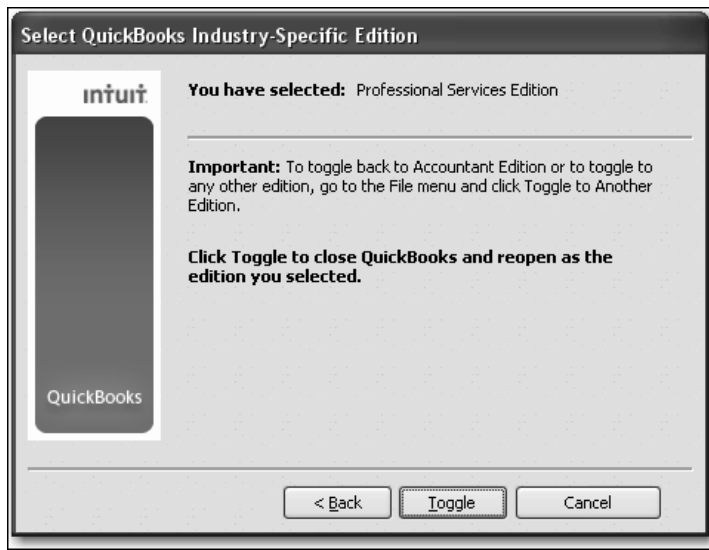 Select QuickBooks Industry-Specific Edition
intuit
You have selected: Professional Services Edition
Important: To toggle back to Accountant Edition or to toggle to
any other edition, go to the File menu and click Toggle to Another
Edition.
Click Toggle to close QuickBooks and reopen as the
edition you selected.
QuickBooks
< Back
Toggle
Cancel